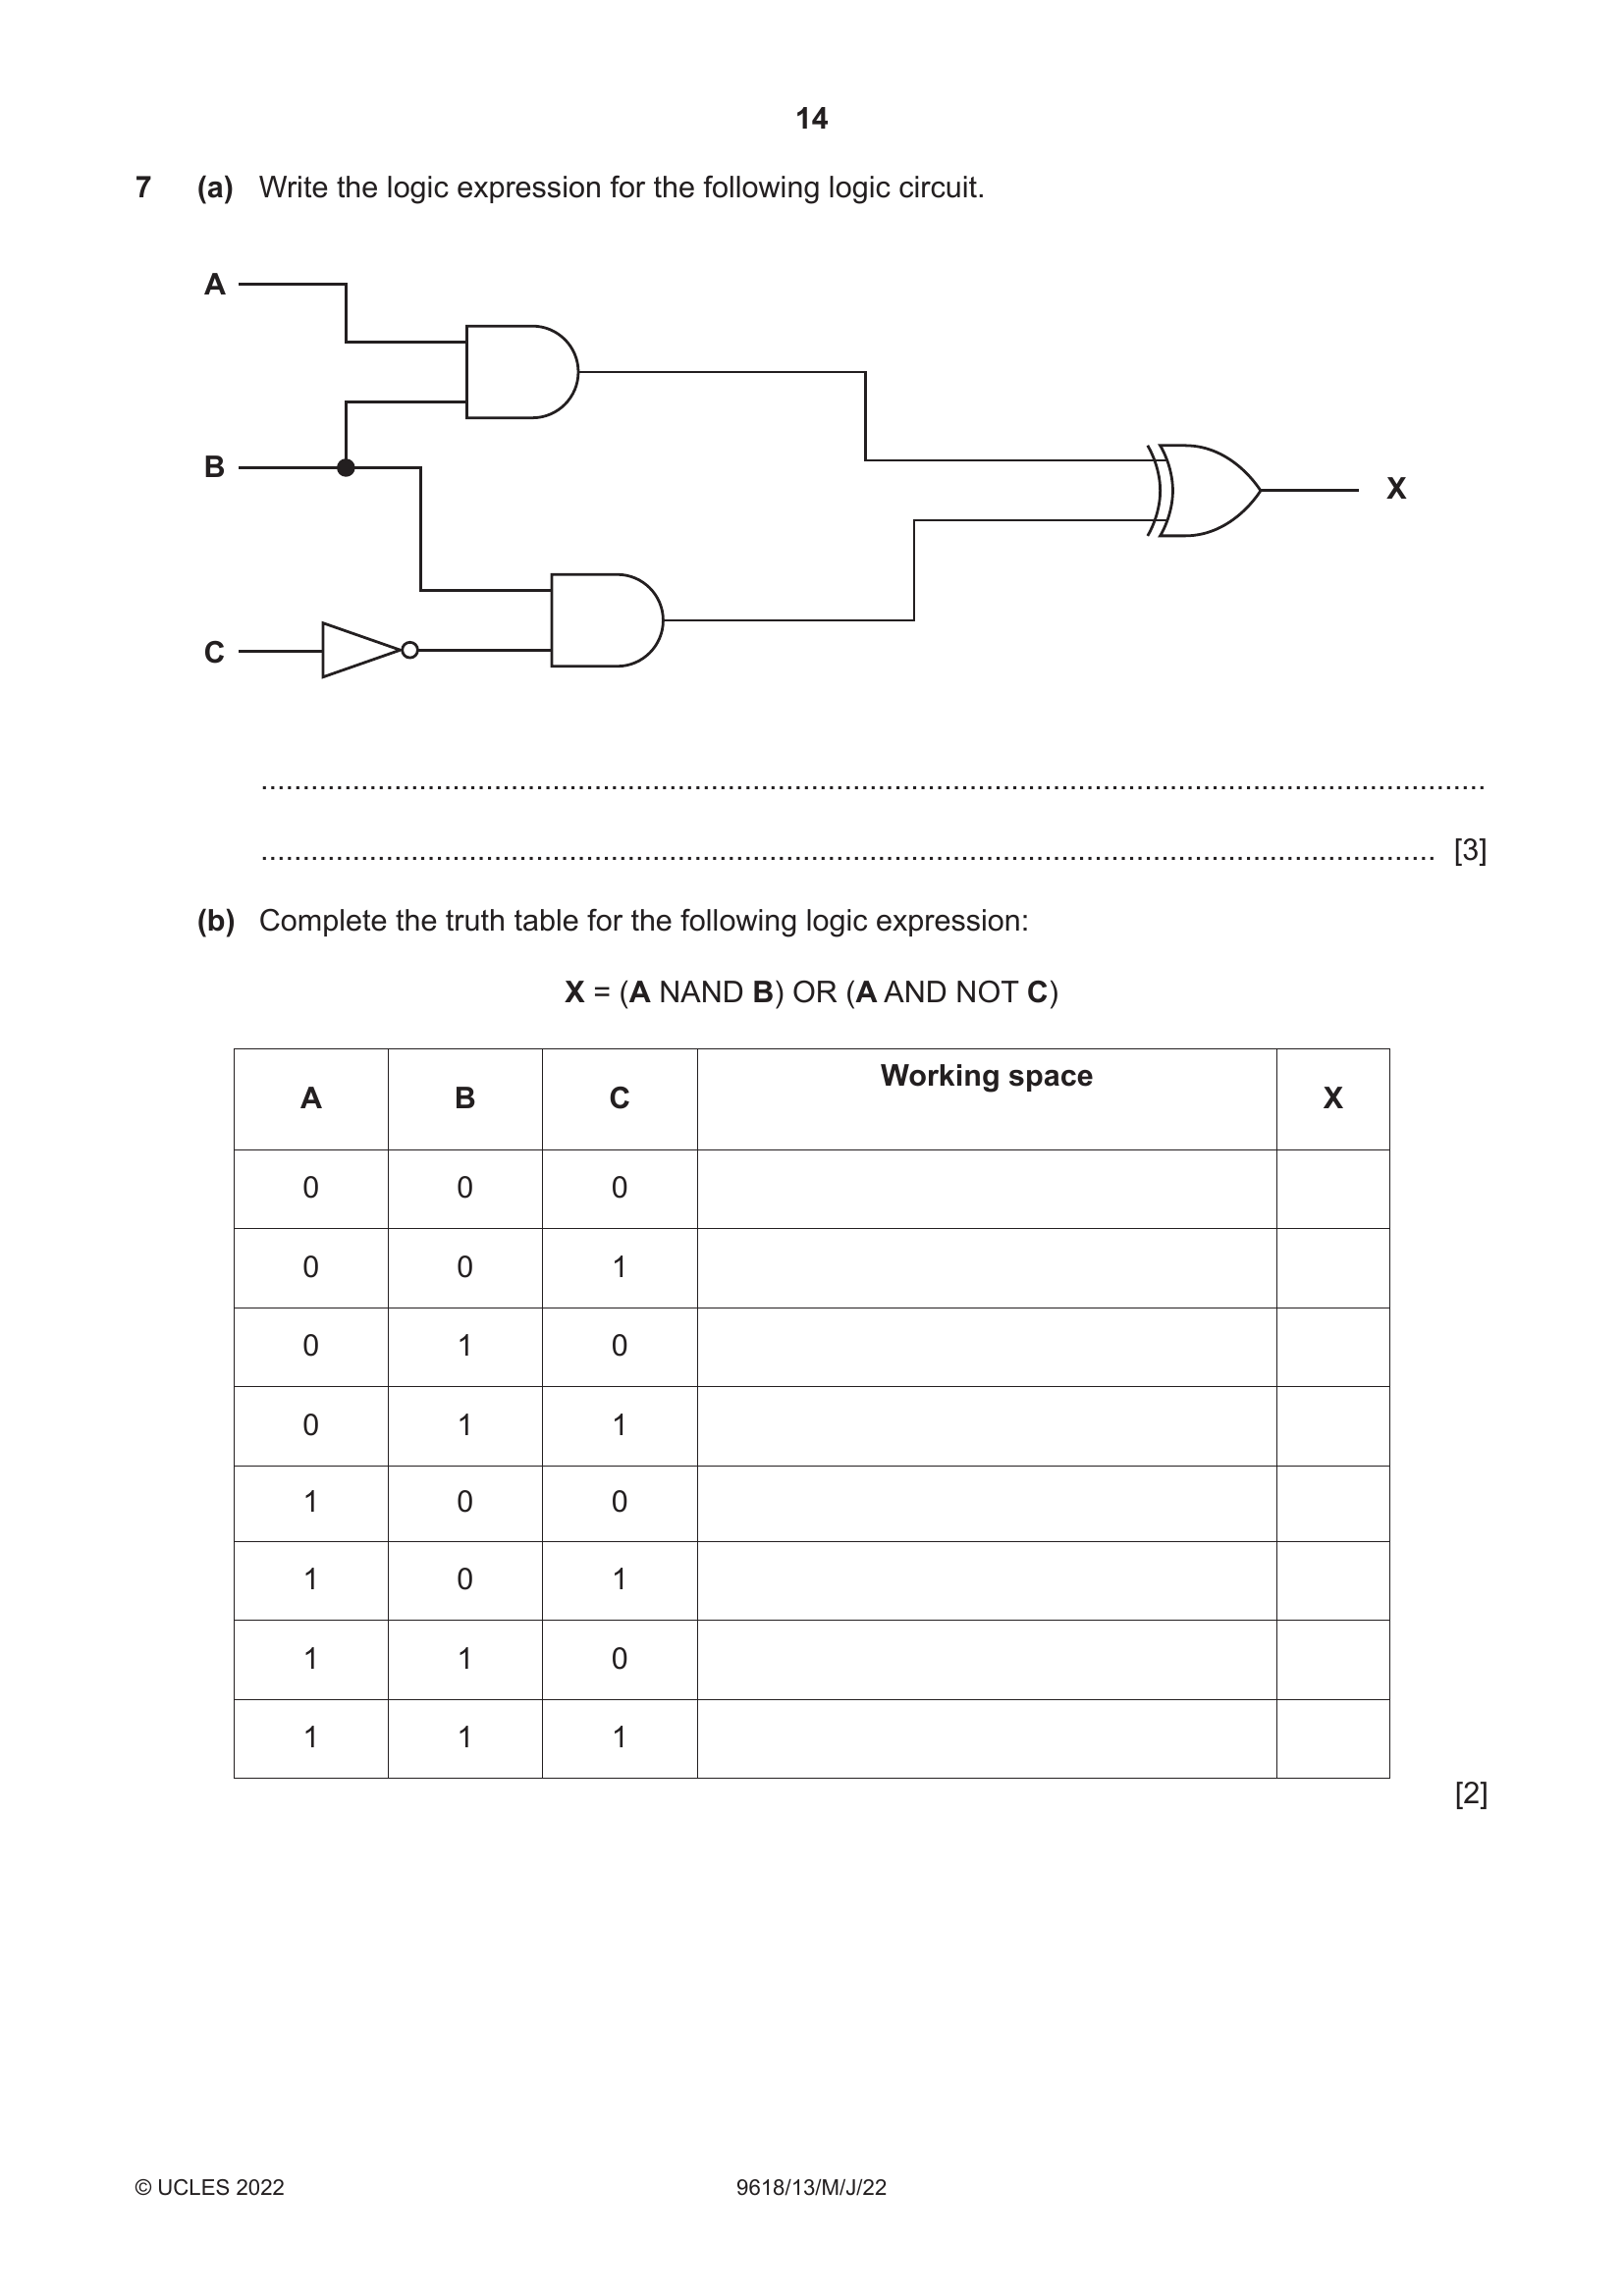 14
7 (a) Write the logic expression for the following logic circuit.
A
B
X
C
..........................................................................................................................................................
.................................................................................................................................................... [3]
(b) Complete the truth table for the following logic expression:
X = (A NAND B) OR (A AND NOT C)
A B C Working space X
0 0 0
0 0 1
0 1 0
0 1 1
1 0 0
1 0 1
1 1 0
1 1 1
[2]
© UCLES 2022 9618/13/M/J/22